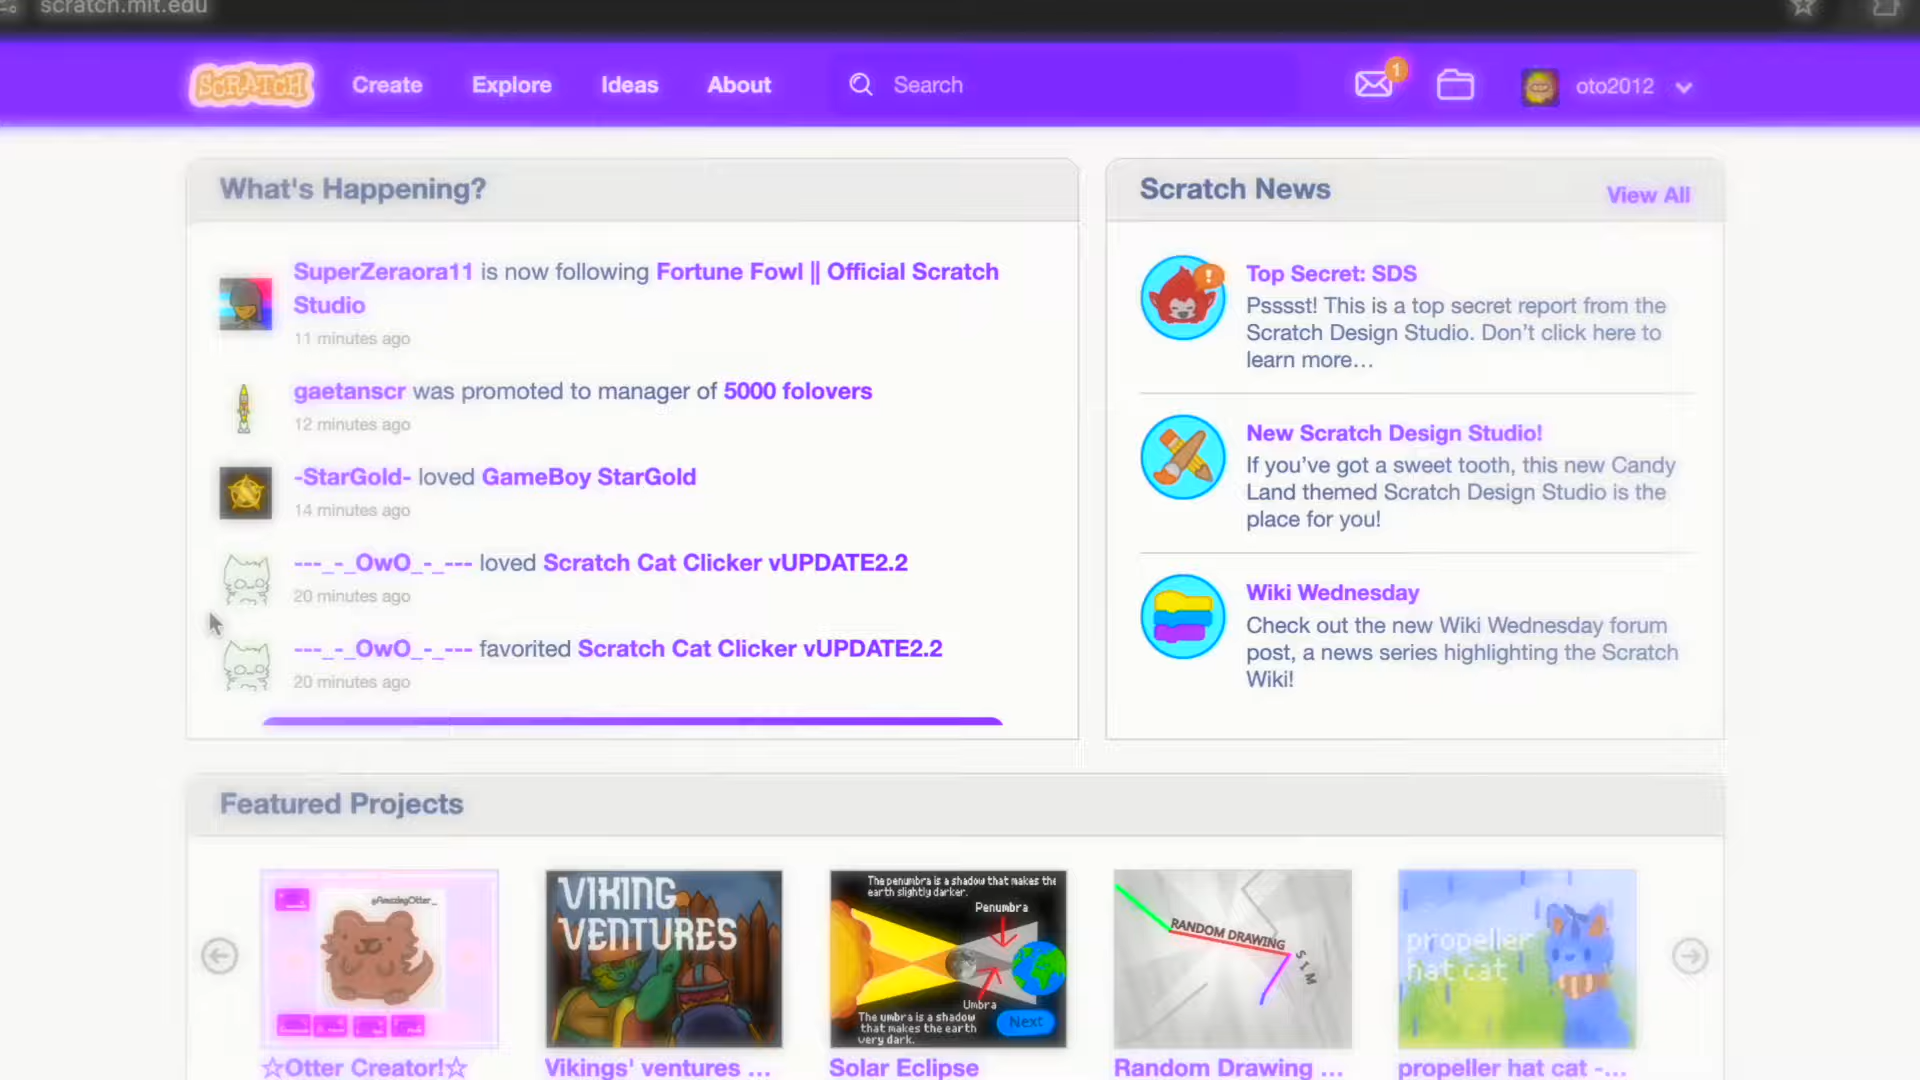 scratch.mit.edu
SCRATCH Create Explore Ideas About Search 1 oto2012
What's Happening?
SuperZeraora11 is now following Fortune Fowl || Official Scratch
Studio
11 minutes ago
gaetanscr was promoted to manager of 5000 folovers
12 minutes ago
-StarGold- loved GameBoy StarGold
14 minutes ago
---_-_OwO_-_--- loved Scratch Cat Clicker vUPDATE2.2
20 minutes ago
---_-_OwO_-_--- favorited Scratch Cat Clicker vUPDATE2.2
20 minutes ago
Scratch News
View All
Top Secret: SDS
Psssst! This is a top secret report from the
Scratch Design Studio. Don’t click here to
learn more…
New Scratch Design Studio!
If you’ve got a sweet tooth, this new Candy
Land themed Scratch Design Studio is the
place for you!
Wiki Wednesday
Check out the new Wiki Wednesday forum
post, a news series highlighting the Scratch
Wiki!
Featured Projects
@AmazingOtter_
☆Otter Creator!☆
VIKING
VENTURES
Vikings' ventures ...
The penumbra is a shadow that makes the
earth slightly darker.
Penumbra
Umbra
The umbra is a shadow
that makes the earth
very dark.
Next
Solar Eclipse
RANDOM DRAWING
SIM
Random Drawing ...
propeller
hat cat
propeller hat cat -...